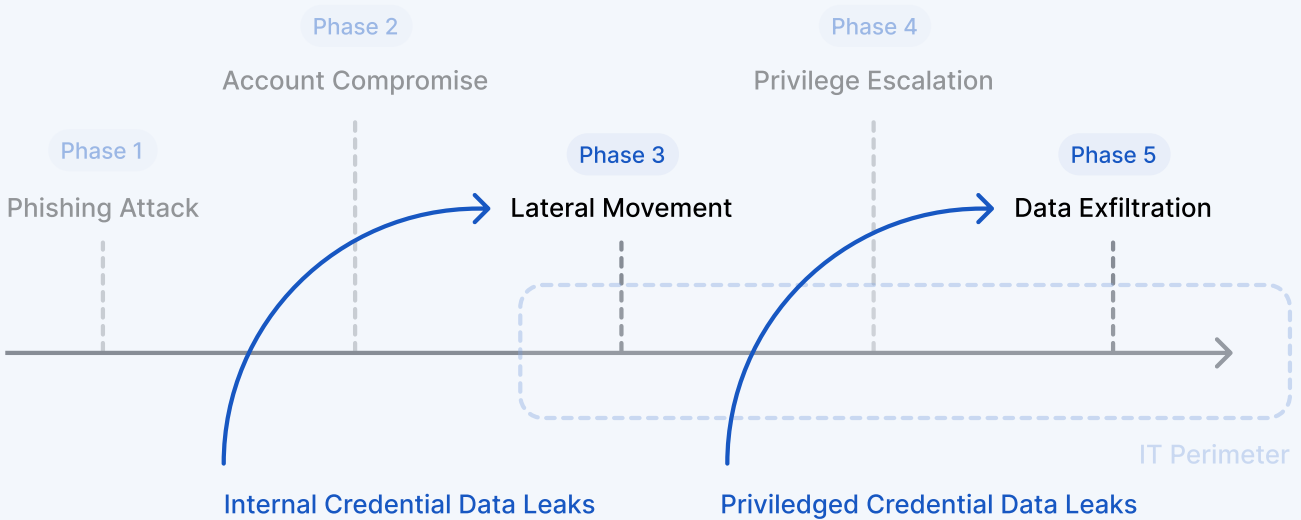 Phase 2
Account Compromise
Phase 4
Privilege Escalation
Phase 1
Phishing Attack
Phase 3
Lateral Movement
Phase 5
Data Exfiltration
IT Perimeter
Internal Credential Data Leaks
Priviledged Credential Data Leaks